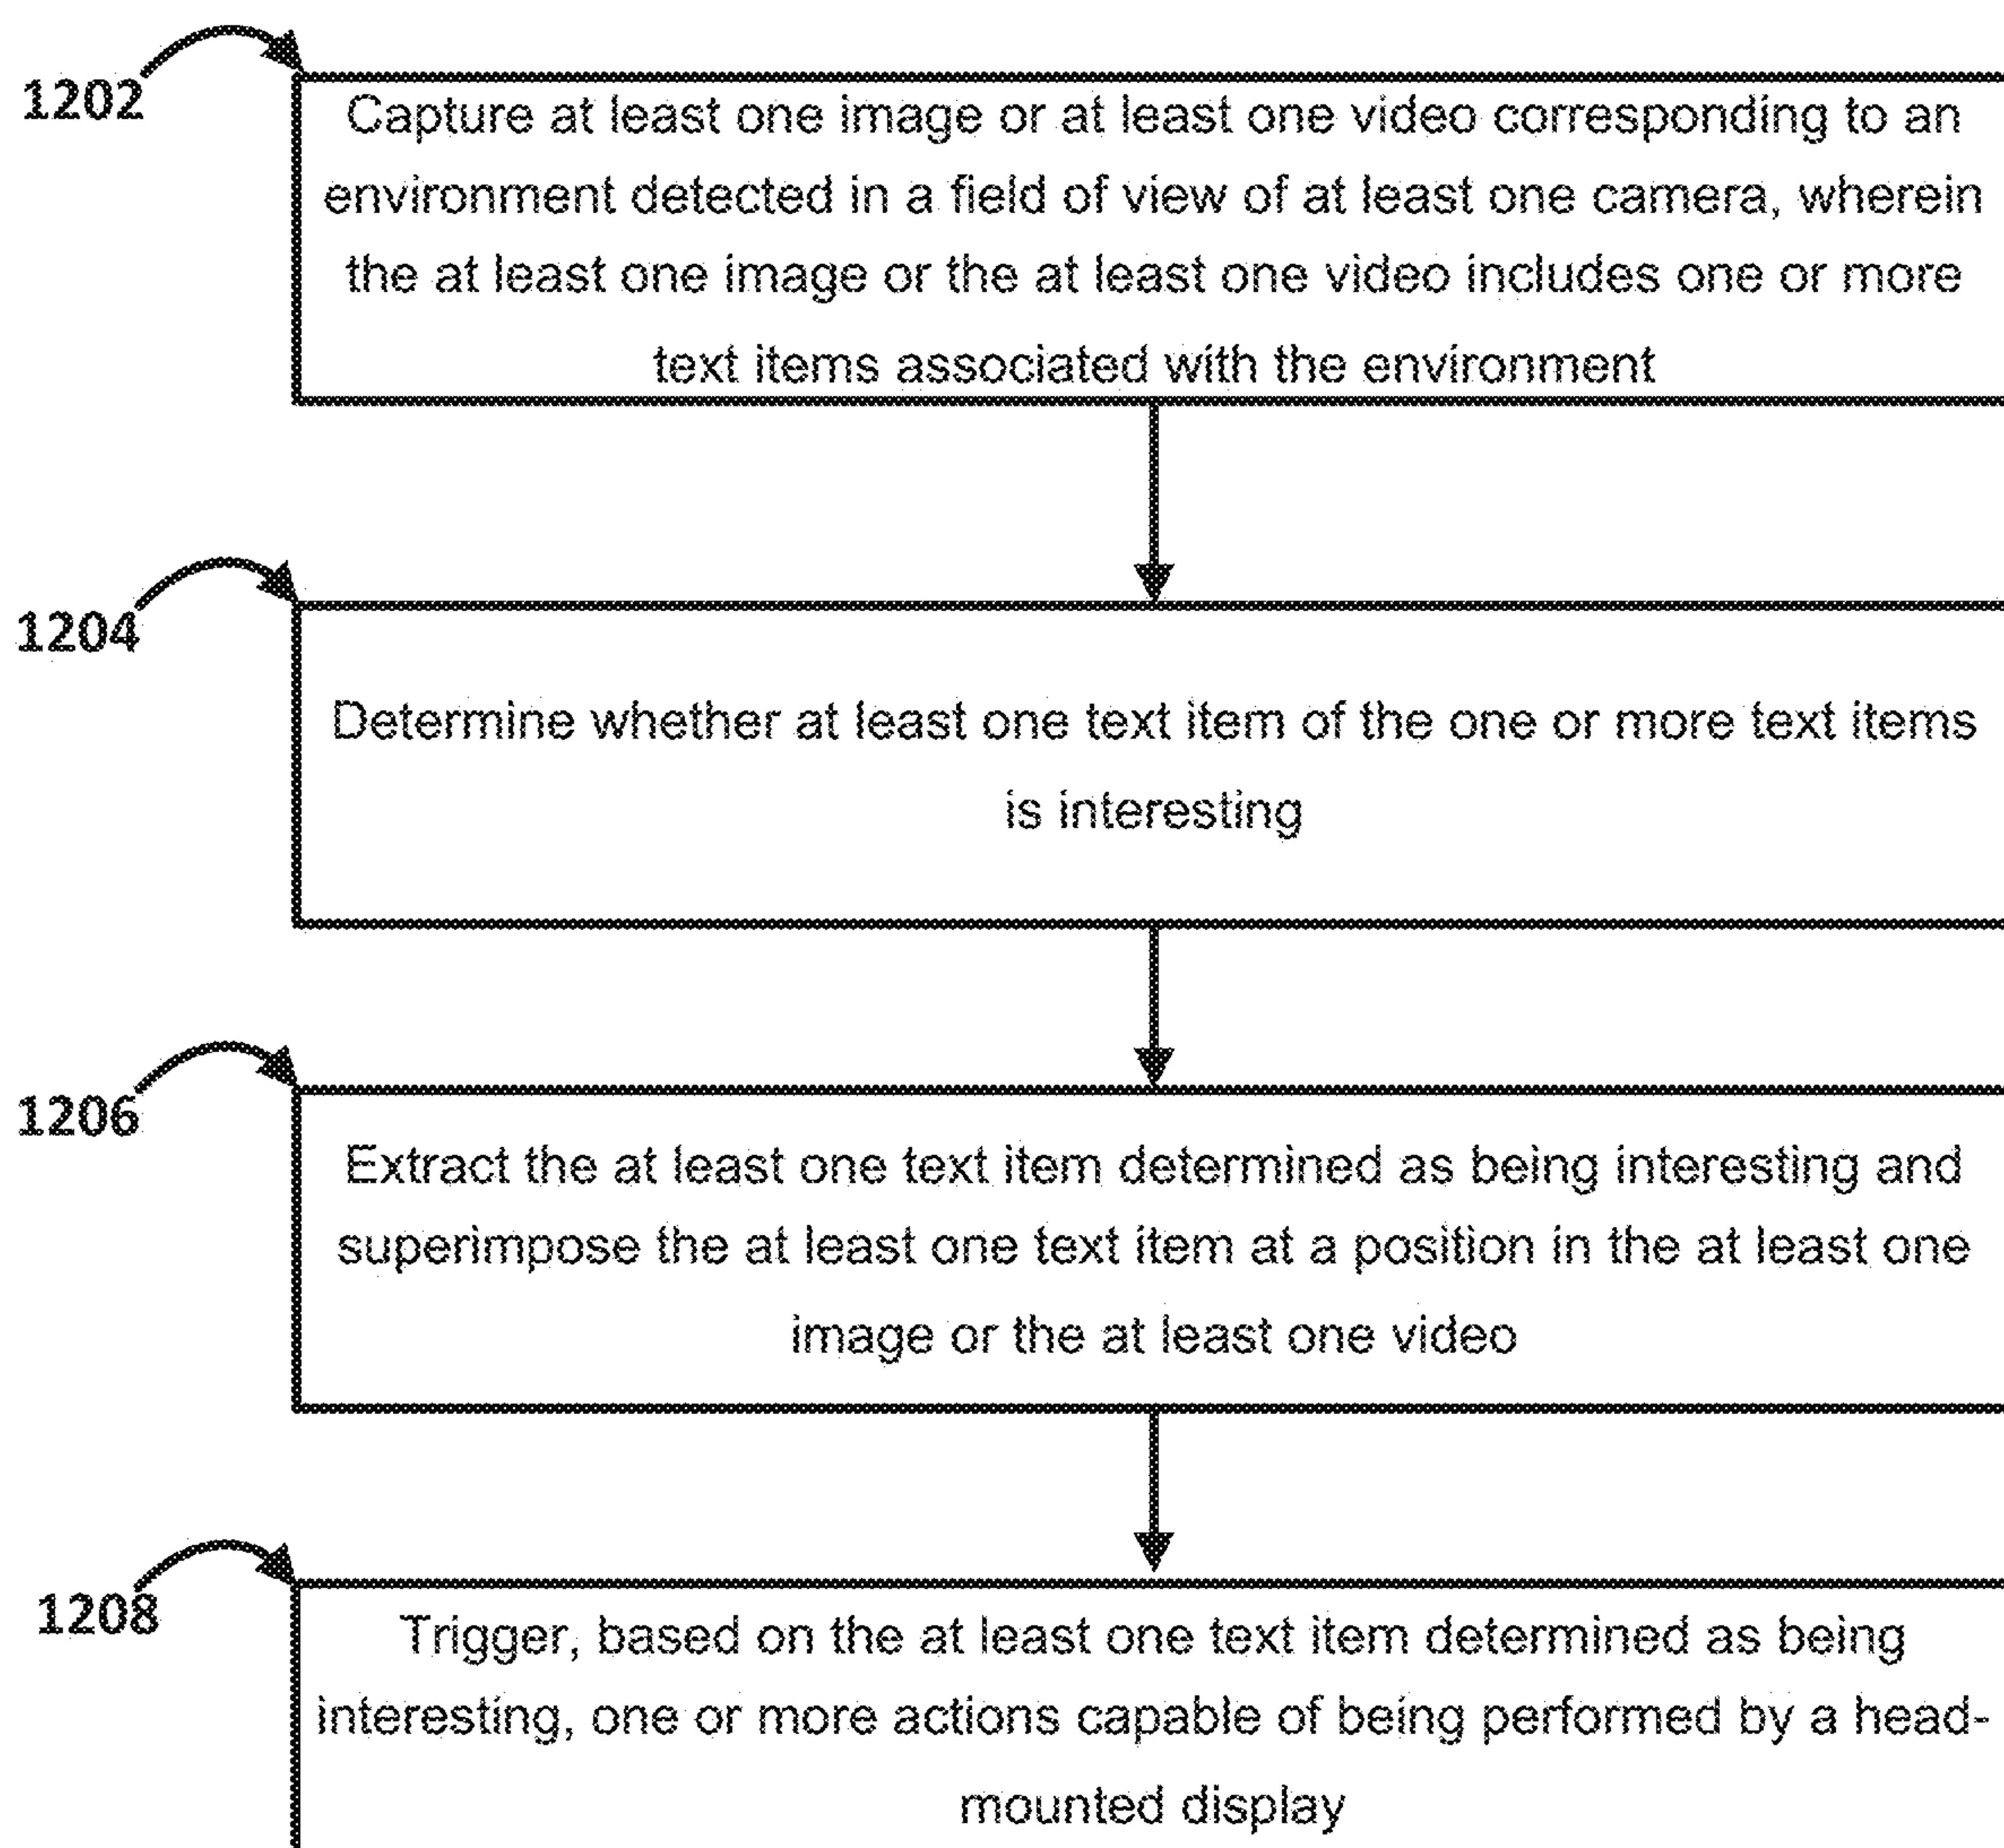 1202
Capture at least one image or at least one video corresponding to an
environment detected in a field of view of at least one camera, wherein
the at least one image or the at least one video includes one or more
text items associated with the environment
1204
Determine whether at least one text item of the one or more text items
is interesting
1206
Extract the at least one text item determined as being interesting and
superimpose the at least one text item at a position in the at least one
image or the at least one video
1208
Trigger, based on the at least one text item determined as being
interesting, one or more actions capable of being performed by a head-
mounted display